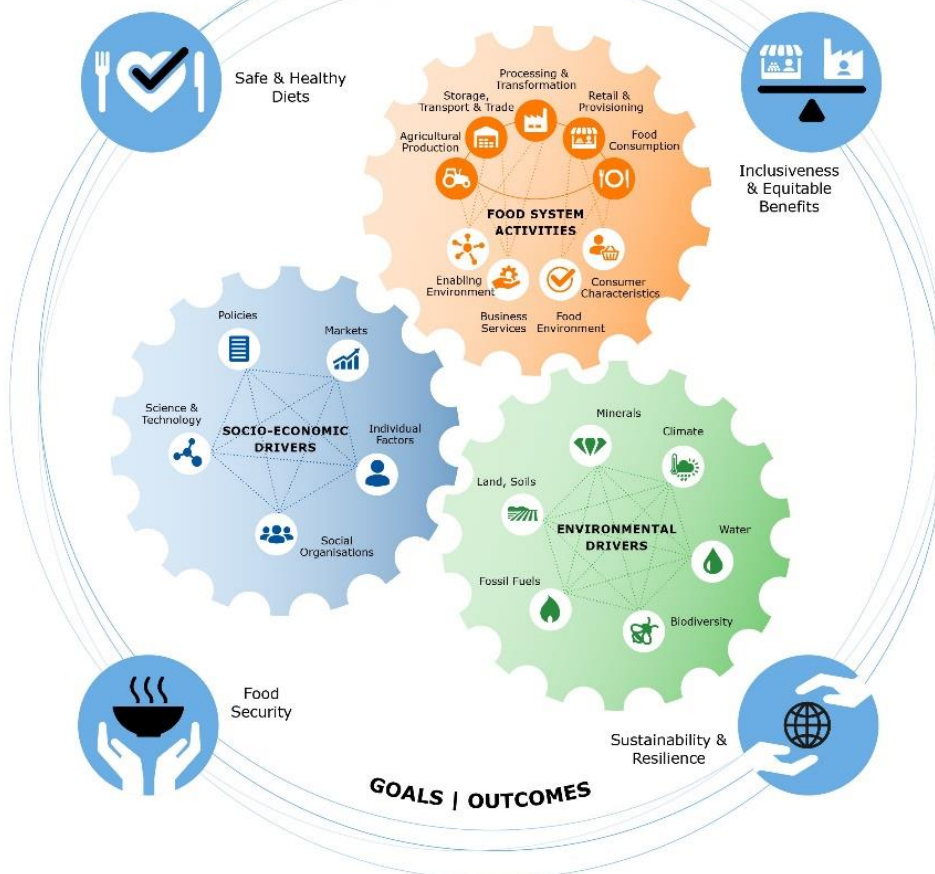 Safe & Healthy
Diets
Inclusiveness
& Equitable
Benefits
Processing &
Transformation
Storage,
Transport & Trade
Retail &
Provisioning
Agricultural
Production
Food
Consumption
FOOD SYSTEM
ACTIVITIES
Enabling
Environment
Business
Services
Food
Environment
Consumer
Characteristics
Policies
Markets
Science &
Technology
Individual
Factors
SOCIO-ECONOMIC
DRIVERS
Social
Organisations
Minerals
Climate
Land, Soils
Water
ENVIRONMENTAL
DRIVERS
Fossil Fuels
Biodiversity
Food
Security
Sustainability &
Resilience
GOALS | OUTCOMES